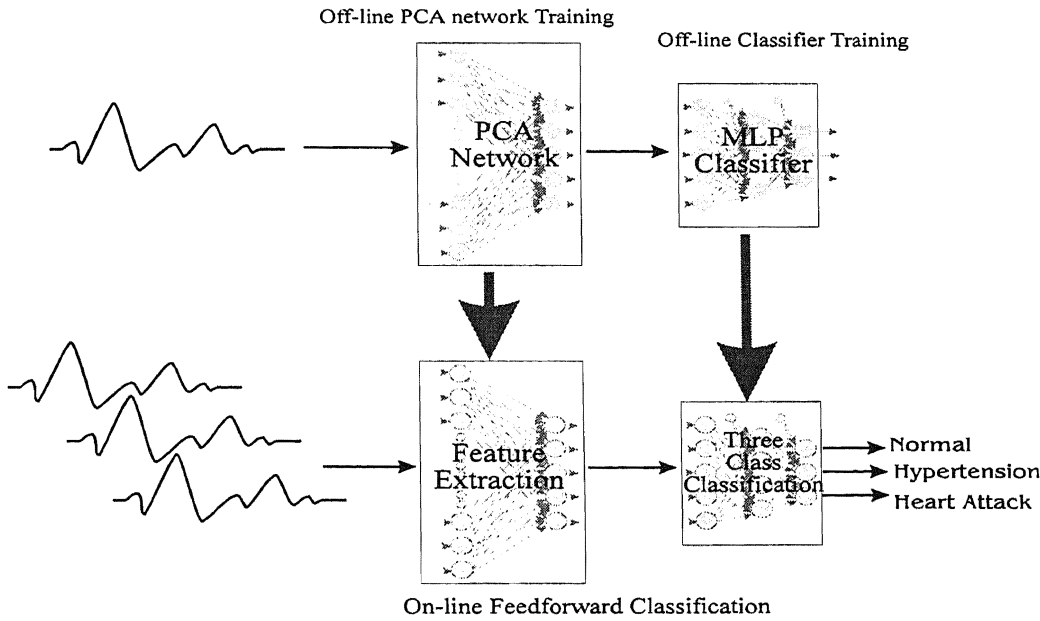 Off-line PCA network Training
Off-line Classifier Training
PCA
Network
MLP
Classifier
Feature
Extraction
Three
Class
Classification
Normal
Hypertension
Heart Attack
On-line Feedforward Classification